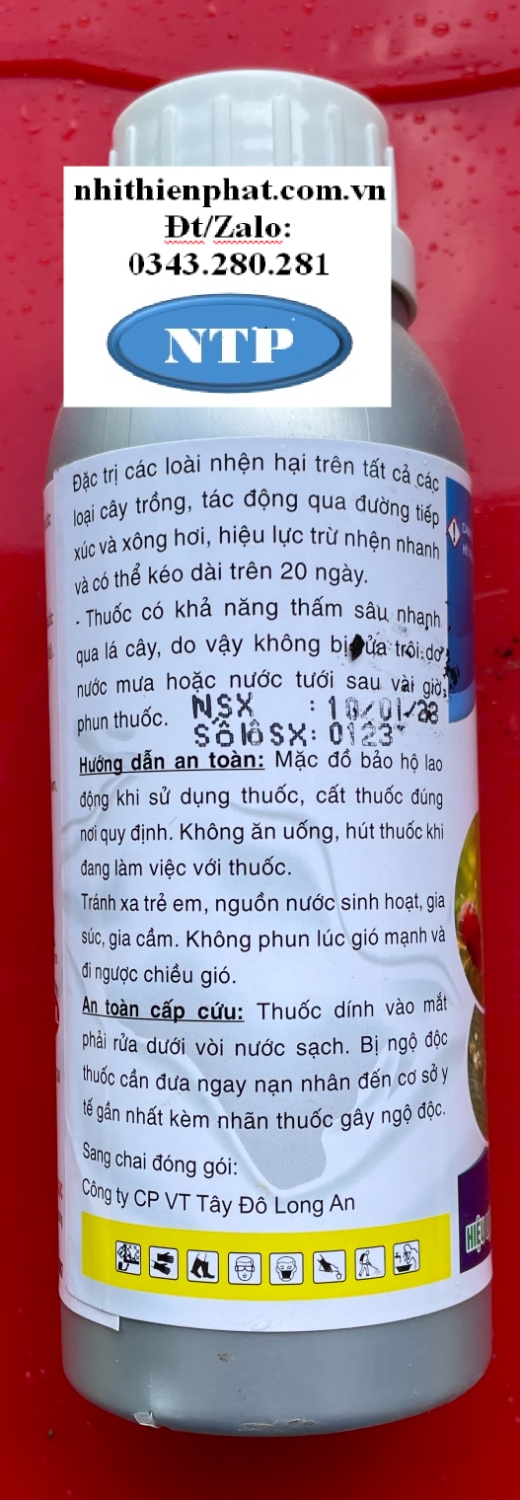 nhithienphat.com.vn
Đt/Zalo:
0343.280.281
NTP
Đặc trị các loài nhện hại trên tất cả các
loại cây trồng, tác động qua đường tiếp
xúc và xông hơi, hiệu lực trừ nhện nhanh
và có thể kéo dài trên 20 ngày.
- Thuốc có khả năng thấm sâu nhanh
qua lá cây, do vậy không bị rửa trôi do
nước mưa hoặc nước tưới sau vài giờ
phun thuốc.
NSX : 10/01/23
Số lô SX: 0123
Hướng dẫn an toàn: Mặc đồ bảo hộ lao
động khi sử dụng thuốc, cất thuốc đúng
nơi quy định. Không ăn uống, hút thuốc khi
đang làm việc với thuốc.
Tránh xa trẻ em, nguồn nước sinh hoạt, gia
súc, gia cầm. Không phun lúc gió mạnh và
đi ngược chiều gió.
An toàn cấp cứu: Thuốc dính vào mắt
phải rửa dưới vòi nước sạch. Bị ngộ độc
thuốc cần đưa ngay nạn nhân đến cơ sở y
tế gần nhất kèm nhãn thuốc gây ngộ độc.
Sang chai đóng gói:
Công ty CP VT Tây Đô Long An
HIỆU